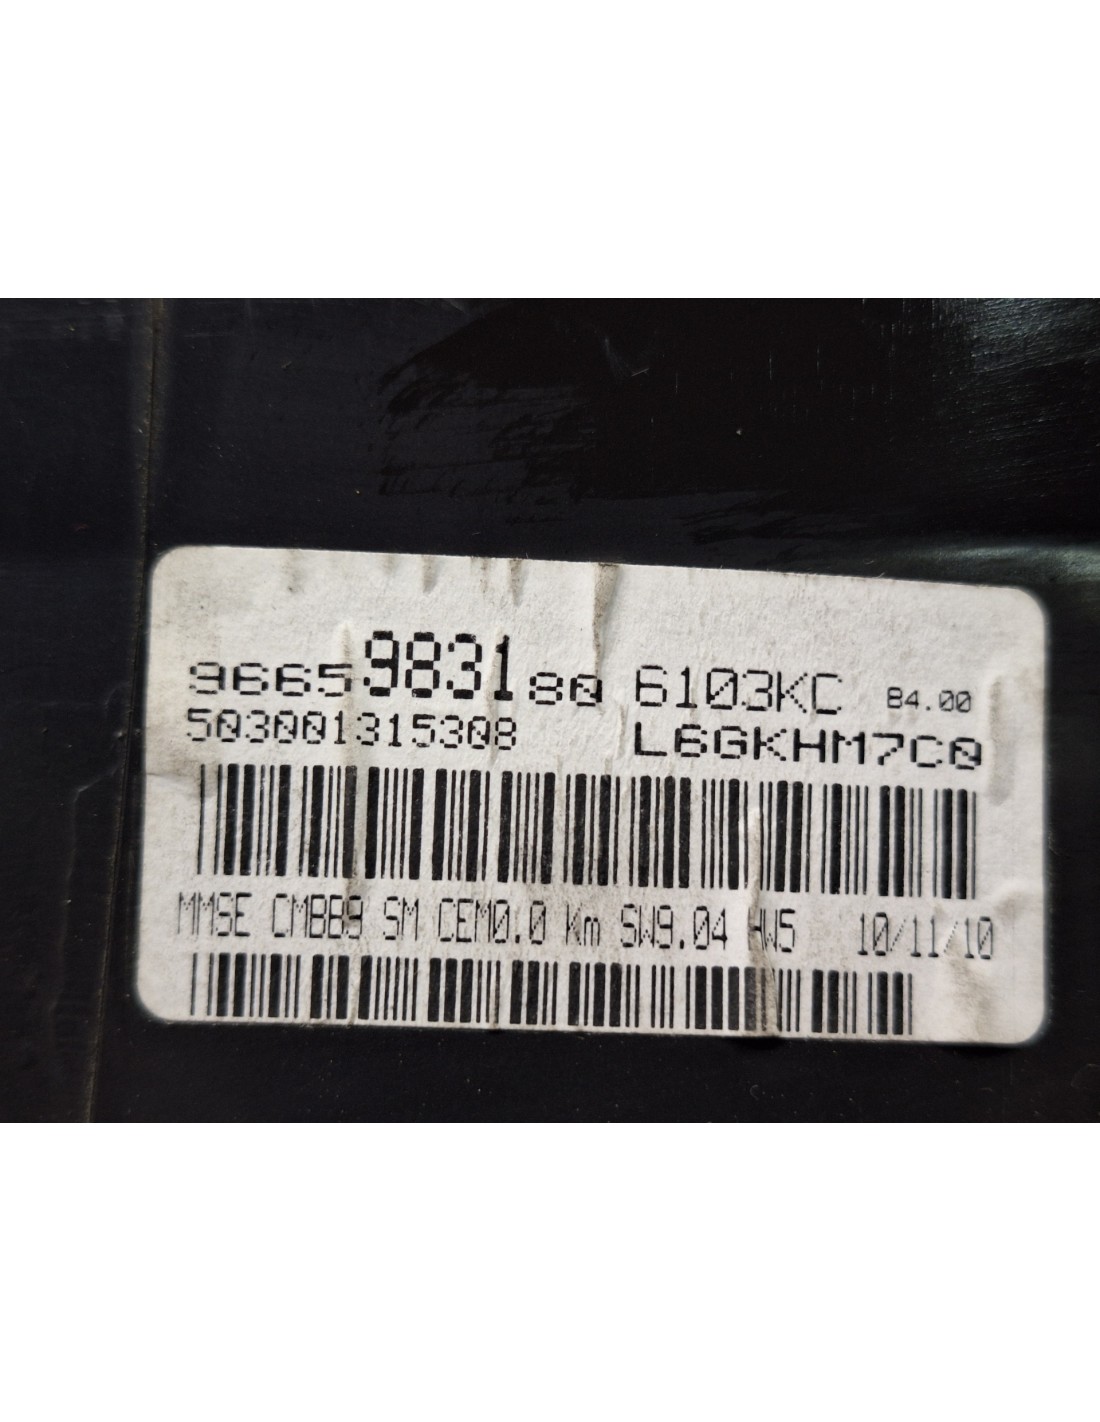 9665983180 6103KC 84.00
503001315308 L6GKHM7C0
MMSE CMBB9 SM CEM0.0 Km SW9.04 HW5 10/11/10